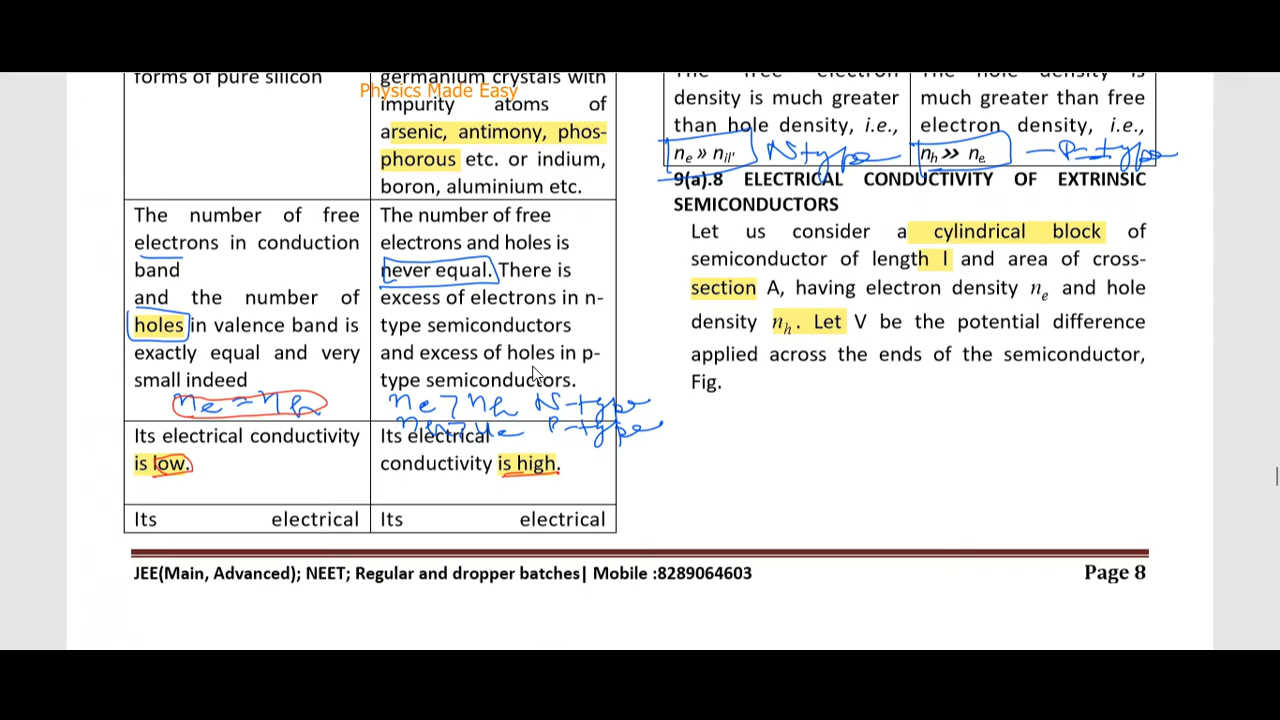 forms of pure silicon
germanium crystals with
Physics Made Easy
impurity atoms of
arsenic, antimony, phos-
phorous etc. or indium,
boron, aluminium etc.
The number of free
electrons in conduction
band
and the number of
holes in valence band is
exactly equal and very
small indeed
ne = nh
The number of free
electrons and holes is
never equal. There is
excess of electrons in n-
type semiconductors
and excess of holes in p-
type semiconductors.
ne > nh N-type
nh > ne P-type
Its electrical conductivity
is low.
Its electrical
conductivity is high.
Its electrical
Its electrical
The free electron
density is much greater
than hole density, i.e.,
ne » nil' N-type
The hole density is
much greater than free
electron density, i.e.,
nh >> ne - P-type
9(a).8 ELECTRICAL CONDUCTIVITY OF EXTRINSIC
SEMICONDUCTORS
Let us consider a cylindrical block of
semiconductor of length l and area of cross-
section A, having electron density ne and hole
density nh. Let V be the potential difference
applied across the ends of the semiconductor,
Fig.
JEE(Main, Advanced); NEET; Regular and dropper batches| Mobile :8289064603
Page 8